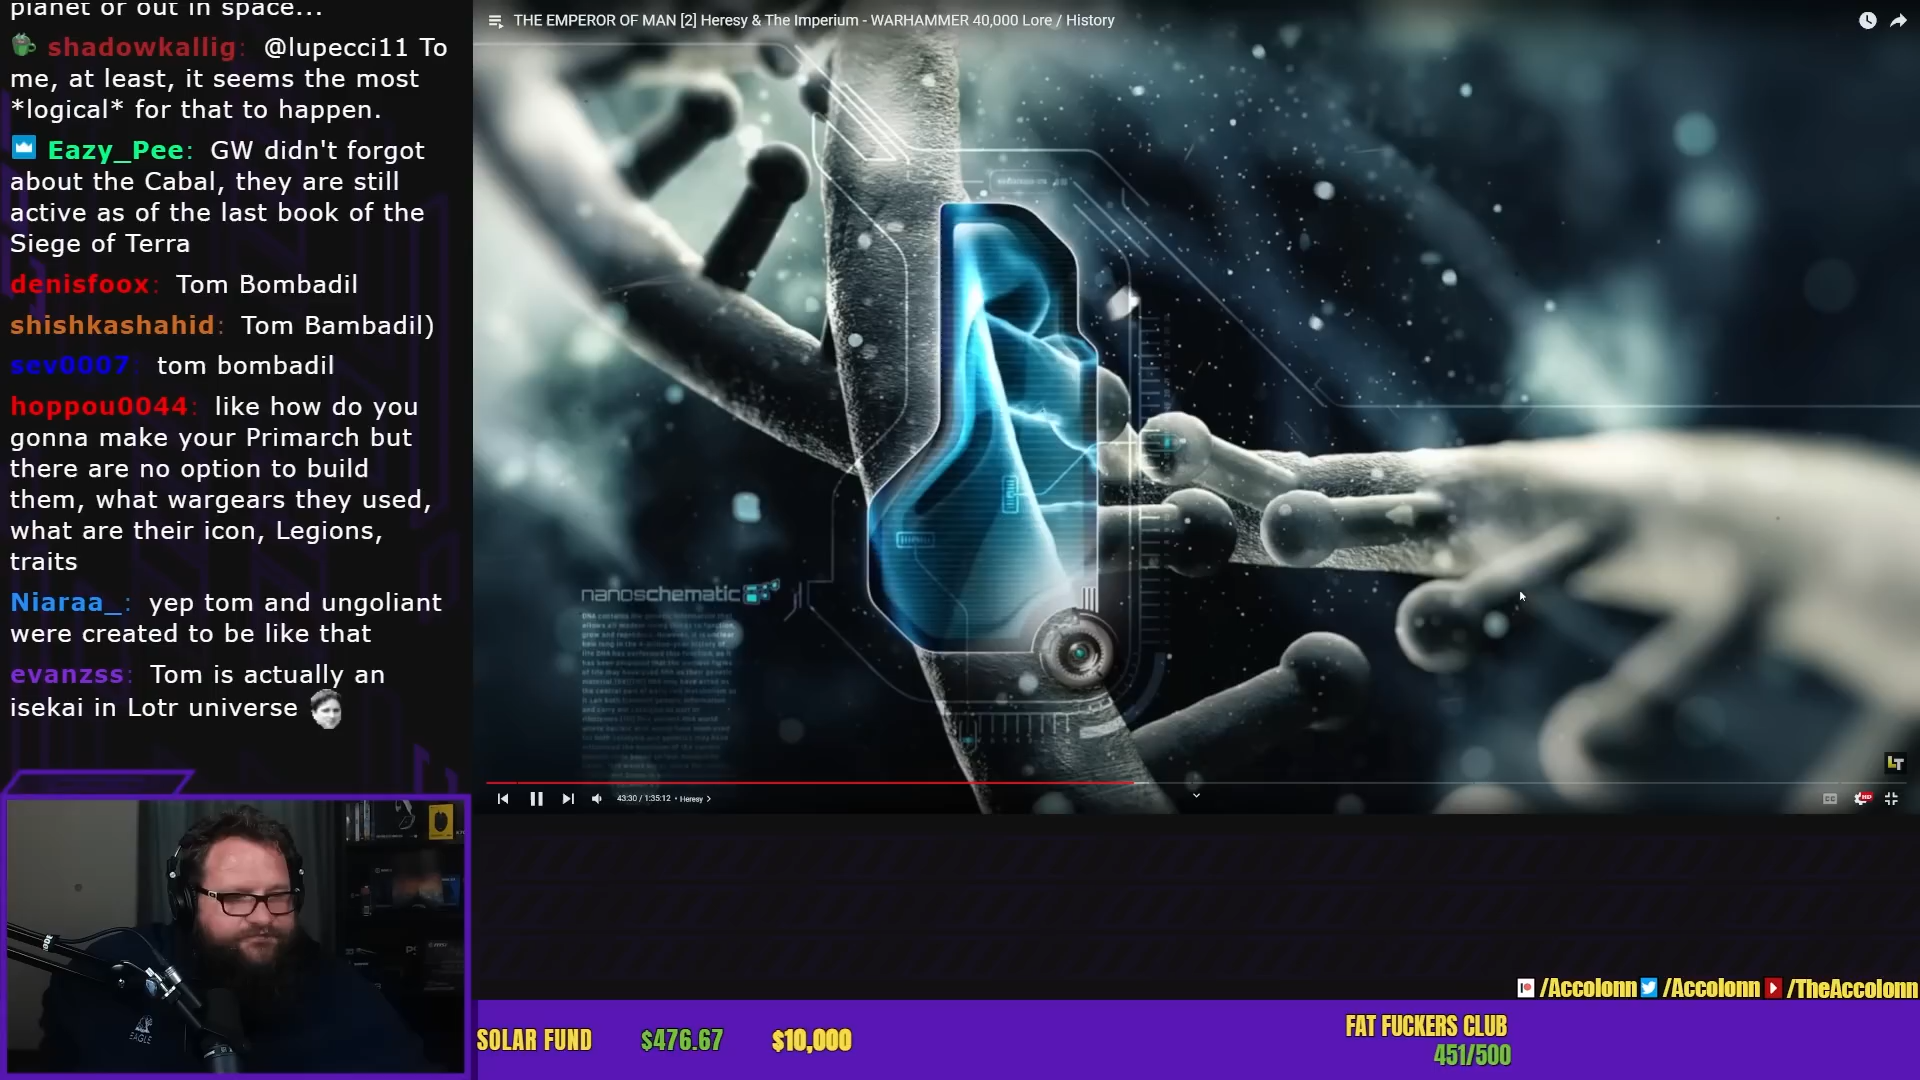 planet or out in space...
shadowkallig: @lupecci11 To
me, at least, it seems the most
*logical* for that to happen.
Eazy_Pee: GW didn't forgot
about the Cabal, they are still
active as of the last book of the
Siege of Terra
denisfoox: Tom Bombadil
shishkashahid: Tom Bambadil)
sev0007: tom bombadil
hoppou0044: like how do you
gonna make your Primarch but
there are no option to build
them, what wargears they used,
what are their icon, Legions,
traits
Niaraa_: yep tom and ungoliant
were created to be like that
evanzss: Tom is actually an
isekai in Lotr universe
THE EMPEROR OF MAN [2] Heresy & The Imperium - WARHAMMER 40,000 Lore / History
nanoschematic
LT
43:30 / 1:35:12 • Heresy >
CC
HD
EAGLE
/Accolonn /Accolonn /TheAccolonn
SOLAR FUND $476.67 $10,000
FAT FUCKERS CLUB
451/500